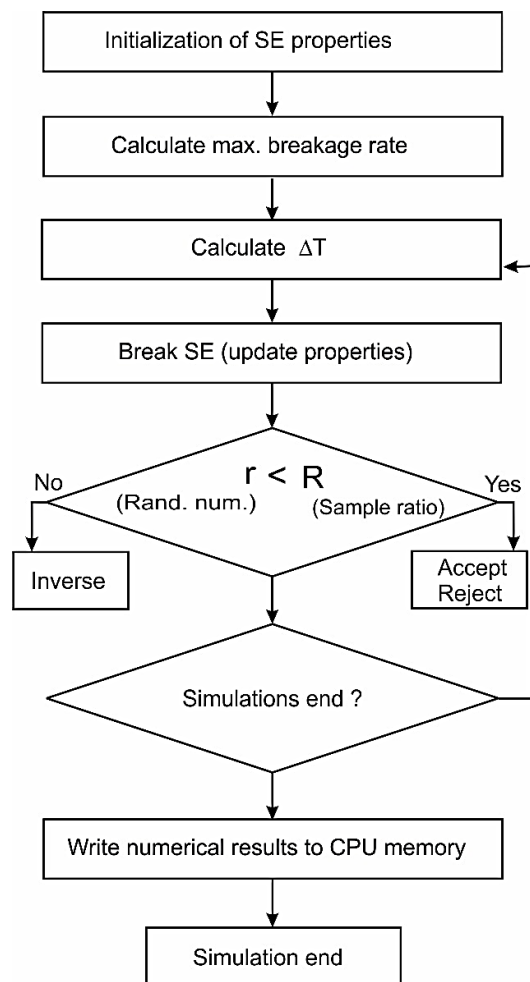 Initialization of SE properties
Calculate max. breakage rate
Calculate ΔT
Break SE (update properties)
No
r < R
Yes
(Rand. num.)
(Sample ratio)
Inverse
Accept
Reject
Simulations end ?
Write numerical results to CPU memory
Simulation end